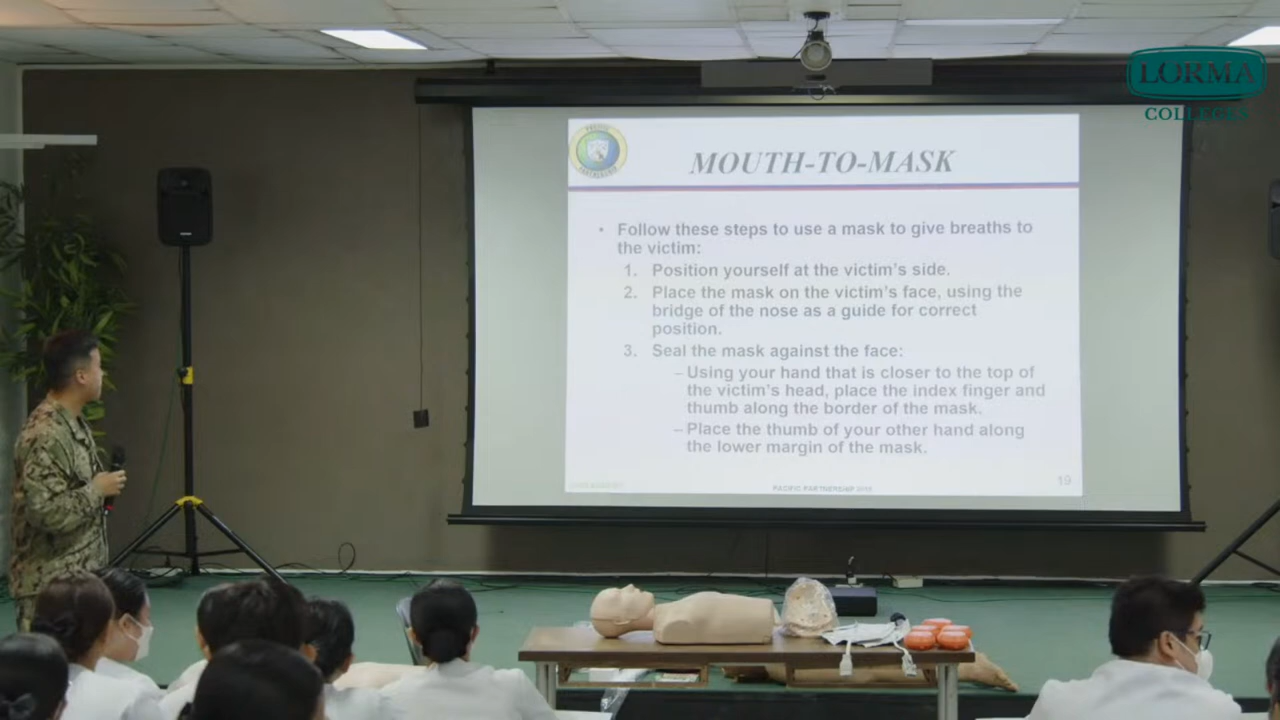 LORMA
COLLEGES
MOUTH-TO-MASK
• Follow these steps to use a mask to give breaths to
the victim:
1. Position yourself at the victim's side.
2. Place the mask on the victim's face, using the
bridge of the nose as a guide for correct
position.
3. Seal the mask against the face:
– Using your hand that is closer to the top of
the victim's head, place the index finger and
thumb along the border of the mask.
– Place the thumb of your other hand along
the lower margin of the mask.
PACIFIC PARTNERSHIP
19